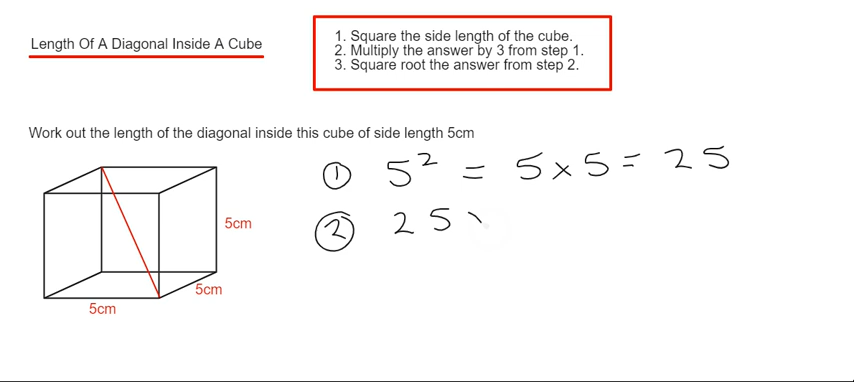 Length Of A Diagonal Inside A Cube
1. Square the side length of the cube.
2. Multiply the answer by 3 from step 1.
3. Square root the answer from step 2.
Work out the length of the diagonal inside this cube of side length 5cm
① 5² = 5 × 5 = 25
② 25
5cm
5cm
5cm